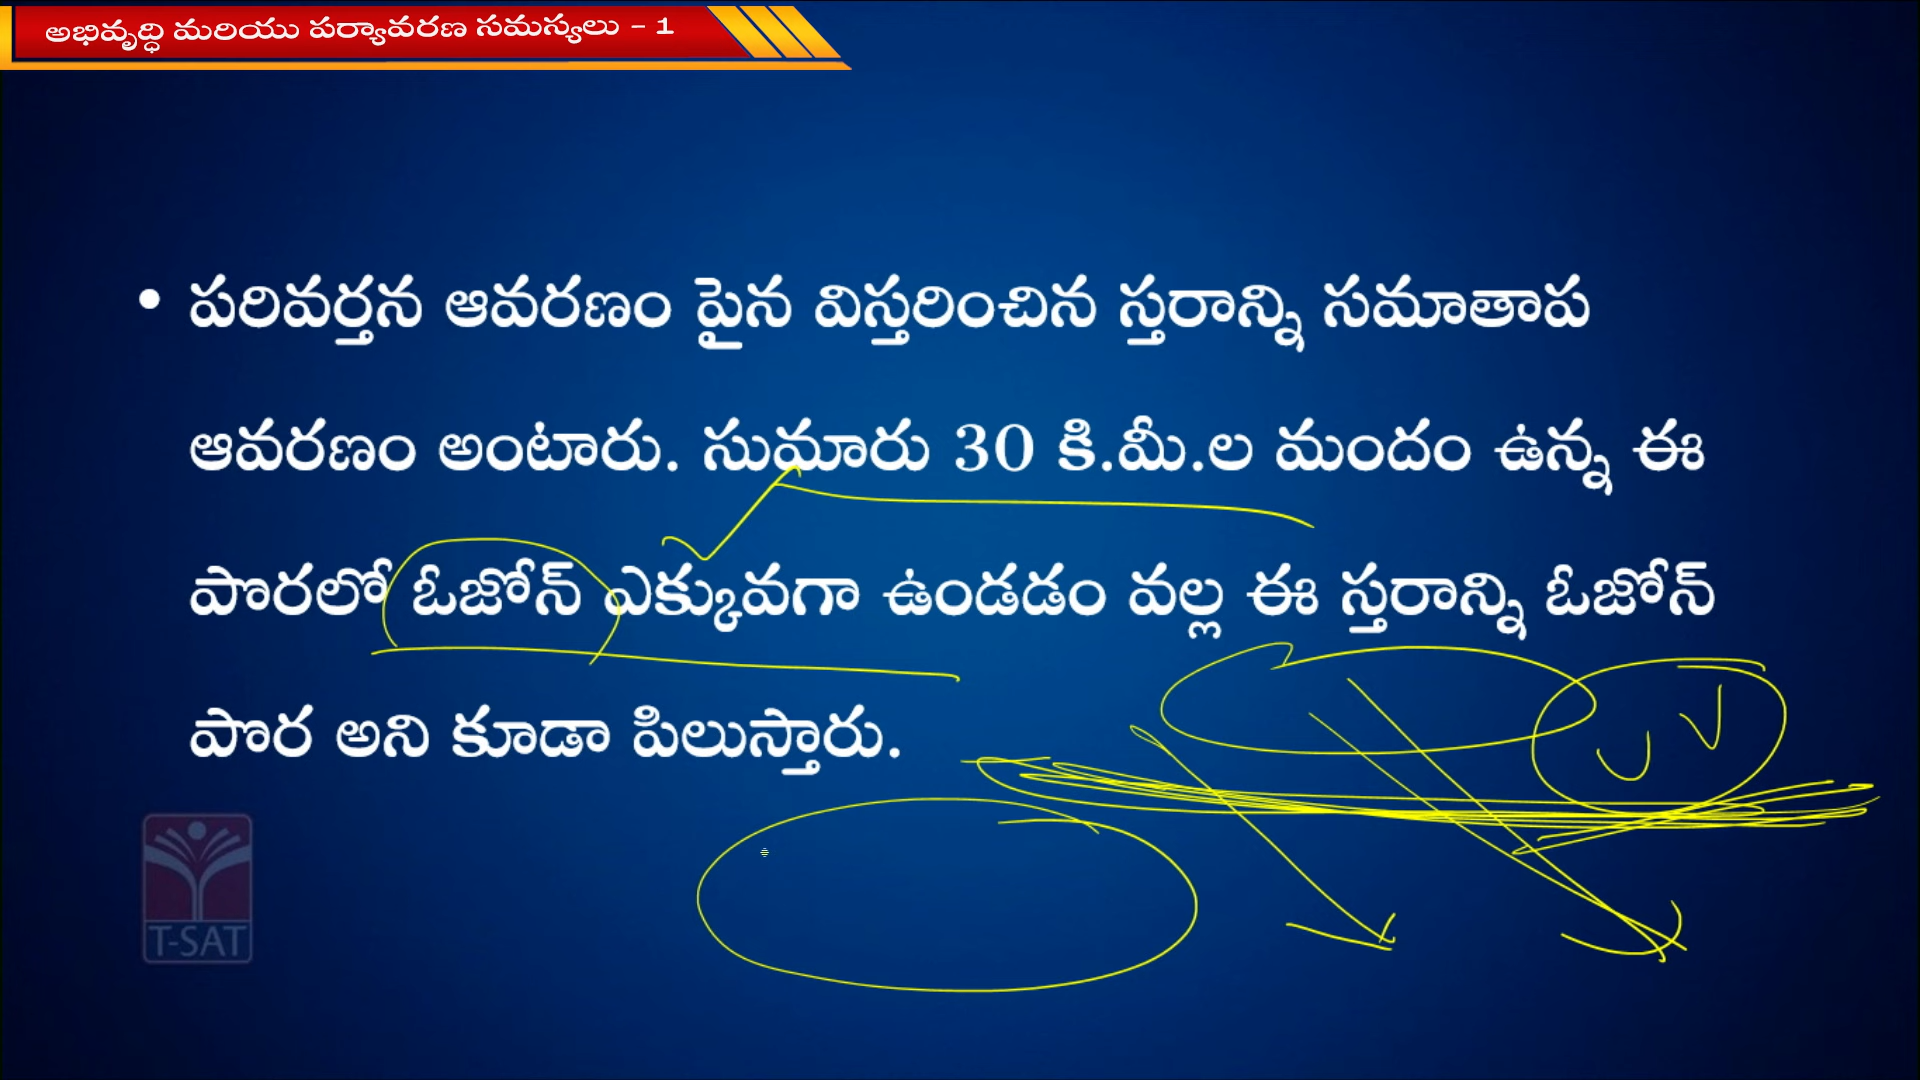 అభివృద్ధి మరియు పర్యావరణ సమస్యలు - 1
• పరివర్తన ఆవరణం పైన విస్తరించిన స్తరాన్ని సమాతాప
ఆవరణం అంటారు. సుమారు 30 కి.మీ.ల మందం ఉన్న ఈ
పొరలో ఓజోన్ ఎక్కువగా ఉండడం వల్ల ఈ స్తరాన్ని ఓజోన్
పొర అని కూడా పిలుస్తారు.
T-SAT